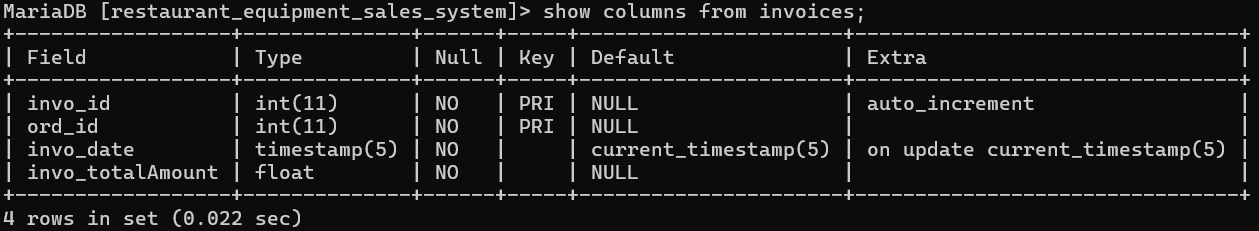 MariaDB [restaurant_equipment_sales_system]> show columns from invoices;
+------------------+--------------+------+-----+----------------------+--------------------------------+
| Field            | Type         | Null | Key | Default              | Extra                          |
+------------------+--------------+------+-----+----------------------+--------------------------------+
| invo_id          | int(11)      | NO   | PRI | NULL                 | auto_increment                 |
| ord_id           | int(11)      | NO   | PRI | NULL                 |                                |
| invo_date        | timestamp(5) | NO   |     | current_timestamp(5) | on update current_timestamp(5) |
| invo_totalAmount | float        | NO   |     | NULL                 |                                |
+------------------+--------------+------+-----+----------------------+--------------------------------+
4 rows in set (0.022 sec)